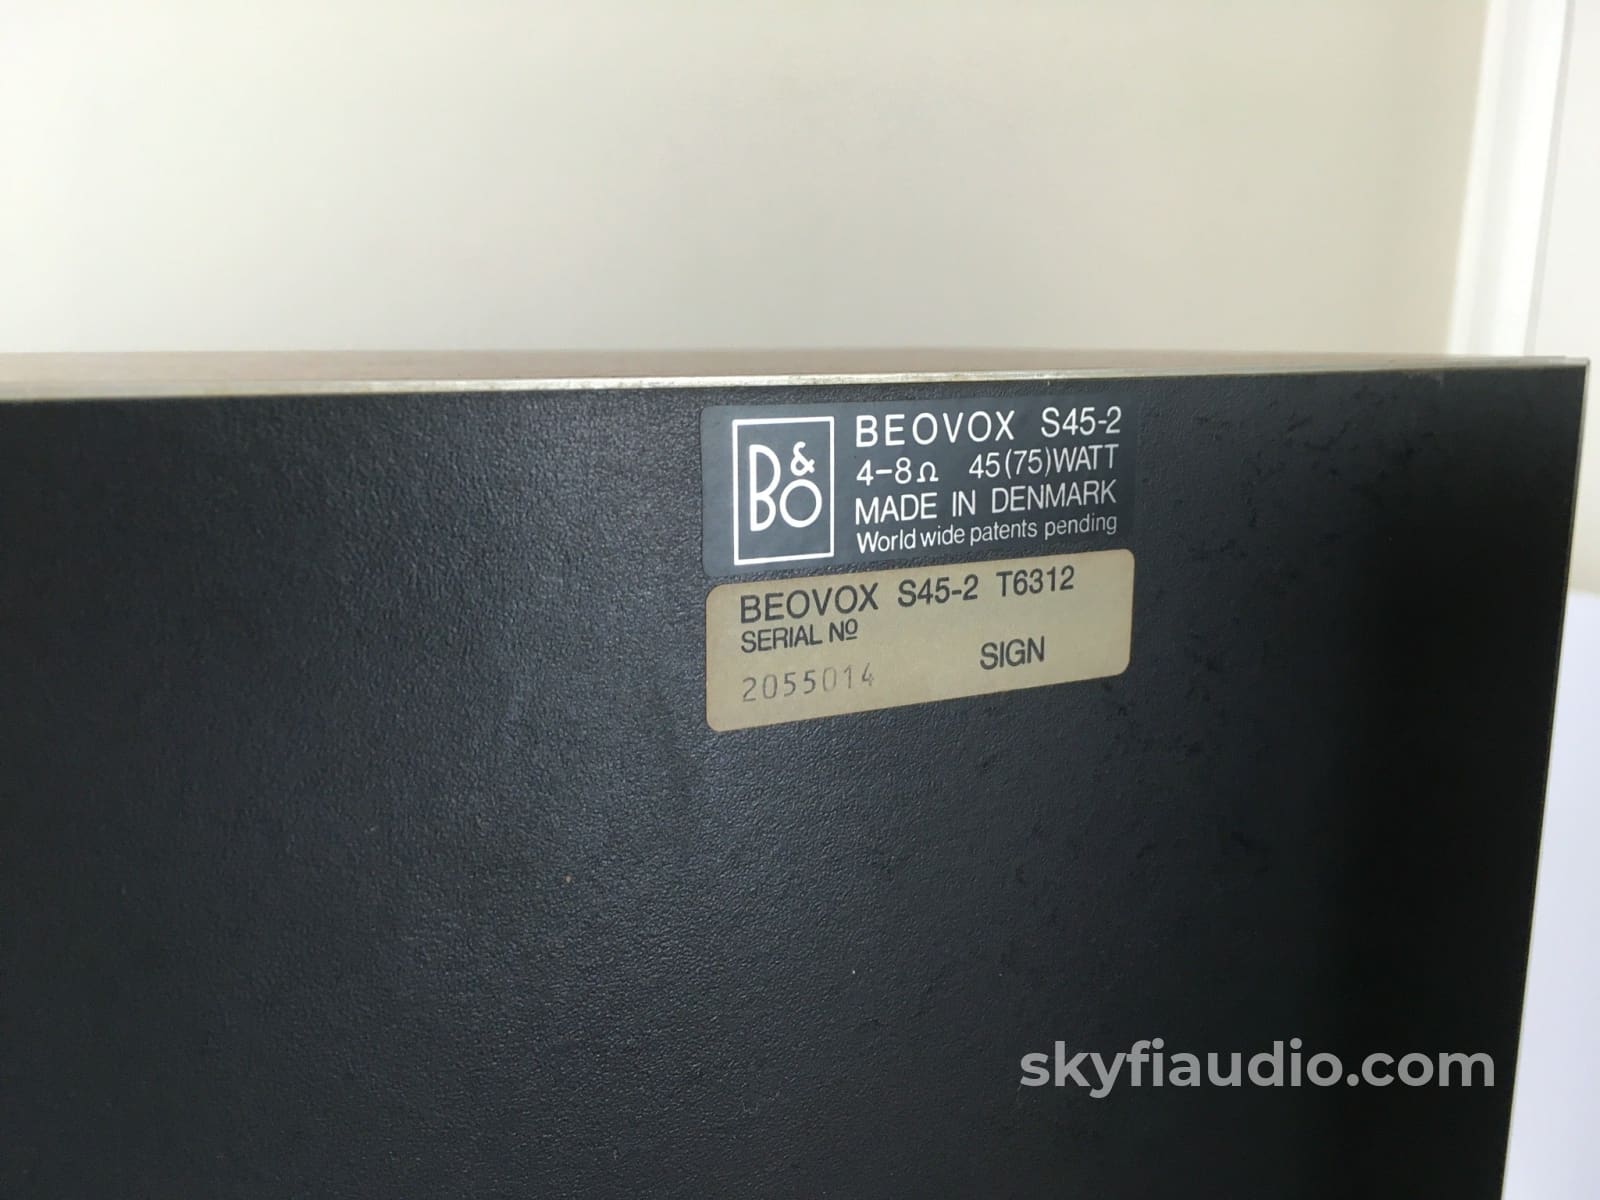 B&O
BEOVOX S45-2
4-8Ω 45(75)WATT
MADE IN DENMARK
World wide patents pending
BEOVOX S45-2 T6312
SERIAL Nº
SIGN
2055014
skyfiaudio.com